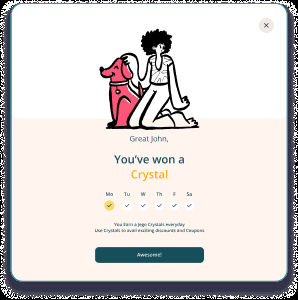 Great John,
You've won a
Crystal
Mo Tu W Th F Sa
You Earn a Jego Crystals everyday
Use Crystals to avail exciting discounts and Coupons
Awesome!